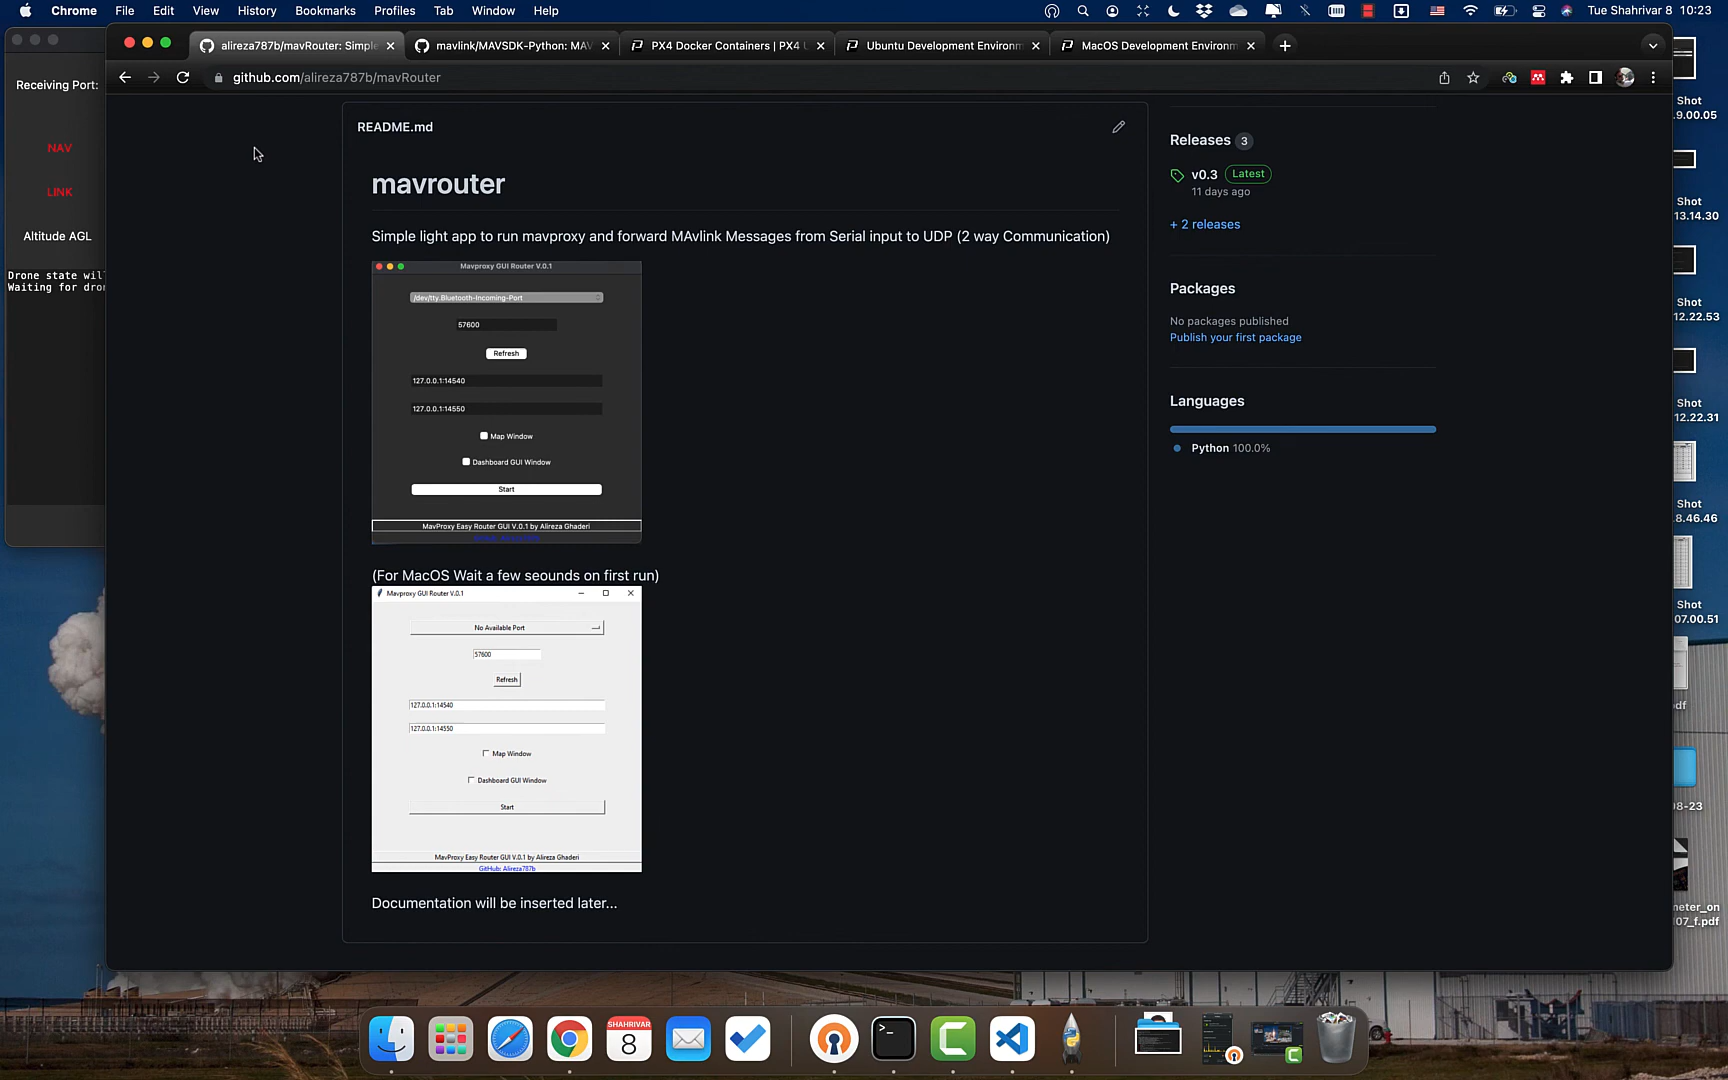 Chrome File Edit View History Bookmarks Profiles Tab Window Help
Tue Shahrivar 8 10:23
alireza787b/mavRouter: Simple
mavlink/MAVSDK-Python: MAV
PX4 Docker Containers | PX4 U
Ubuntu Development Environm
MacOS Development Environm
github.com/alireza787b/mavRouter
Receiving Port:
NAV
LINK
Altitude AGL
Drone state wil
Waiting for dron
README.md
mavrouter
Simple light app to run mavproxy and forward MAvlink Messages from Serial input to UDP (2 way Communication)
Mavproxy GUI Router V.0.1
/dev/tty.Bluetooth-Incoming-Port
57600
Refresh
127.0.0.1:14540
127.0.0.1:14550
Map Window
Dashboard GUI Window
Start
MavProxy Easy Router GUI V.0.1 by Alireza Ghaderi
(For MacOS Wait a few seounds on first run)
Mavproxy GUI Router V.0.1
No Available Port
57600
Refresh
127.0.0.1:14540
127.0.0.1:14550
Map Window
Dashboard GUI Window
Start
MavProxy Easy Router GUI V.0.1 by Alireza Ghaderi
GitHub: Alireza787b
Documentation will be inserted later...
Releases 3
v0.3 Latest
11 days ago
+ 2 releases
Packages
No packages published
Publish your first package
Languages
Python 100.0%
Shot
.9.00.05
Shot
13.14.30
Shot
12.22.53
Shot
12.22.31
Shot
8.46.46
Shot
07.00.51
df
08-23
meter_on
07_f.pdf
SHAHRIVAR
8